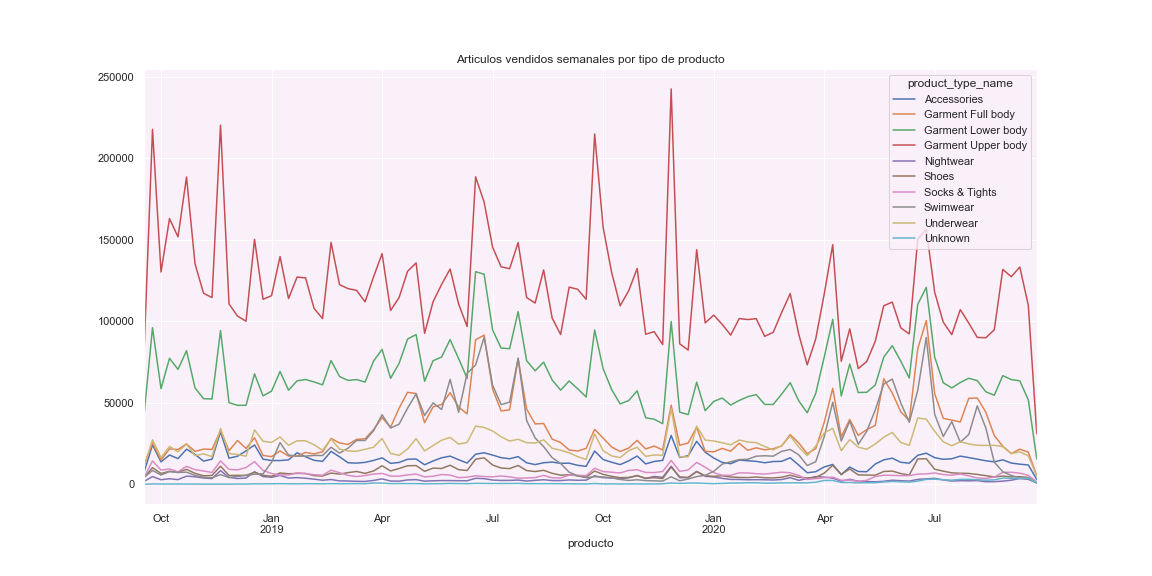 Articulos vendidos semanales por tipo de producto
250000
200000
150000
100000
50000
0
product_type_name
Accessories
Garment Full body
Garment Lower body
Garment Upper body
Nightwear
Shoes
Socks & Tights
Swimwear
Underwear
Unknown
Oct Jan Apr Jul Oct Jan Apr Jul
2019 2020
producto